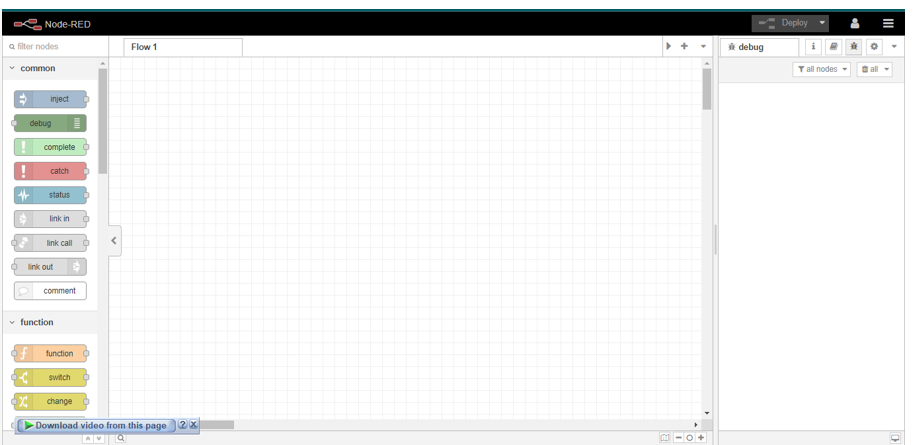 Node-RED
Deploy
filter nodes
Flow 1
debug
i
common
all nodes
all
inject
debug
complete
catch
status
link in
link call
link out
comment
function
function
switch
change
Download video from this page
? X